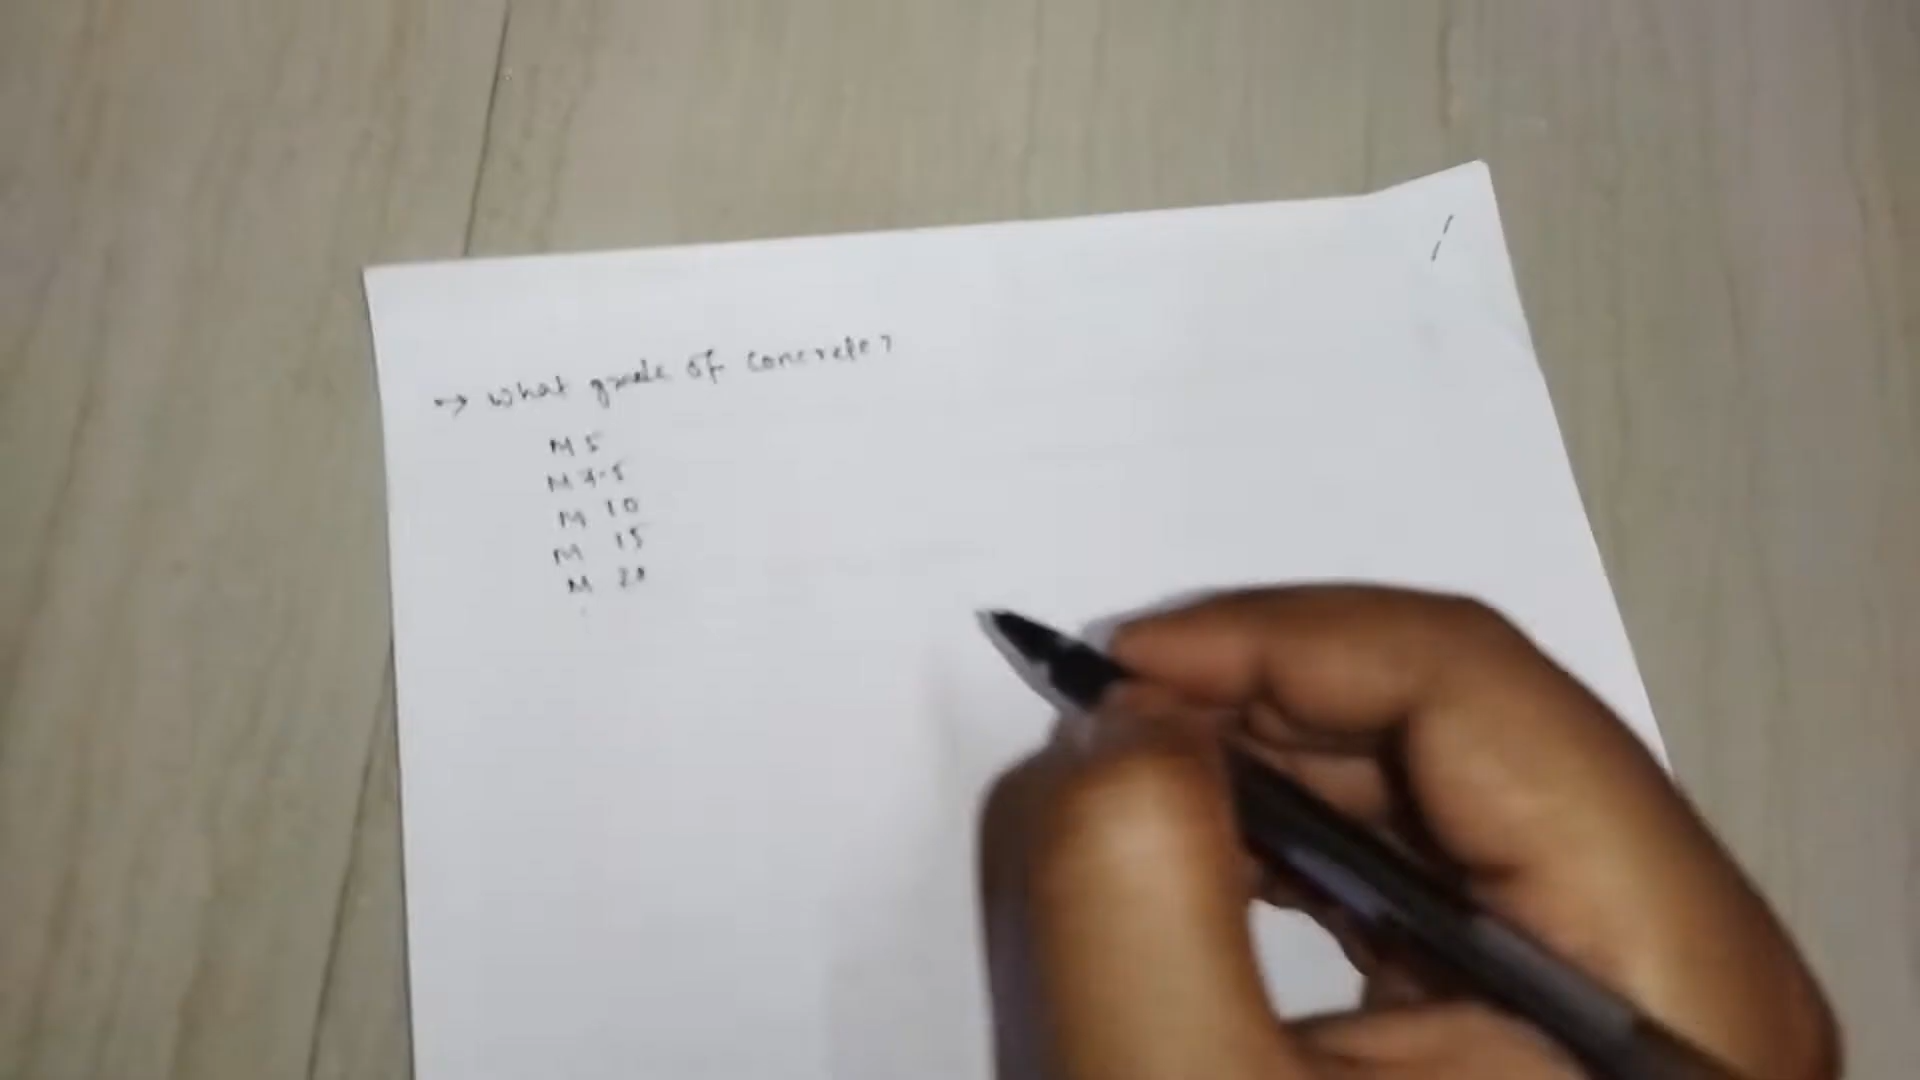 → What grade of concrete?
M 5
M 7.5
M 10
M 15
M 20